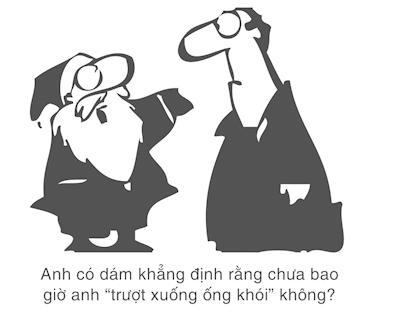 Anh có dám khẳng định rằng chưa bao
giờ anh “trượt xuống ống khói” không?